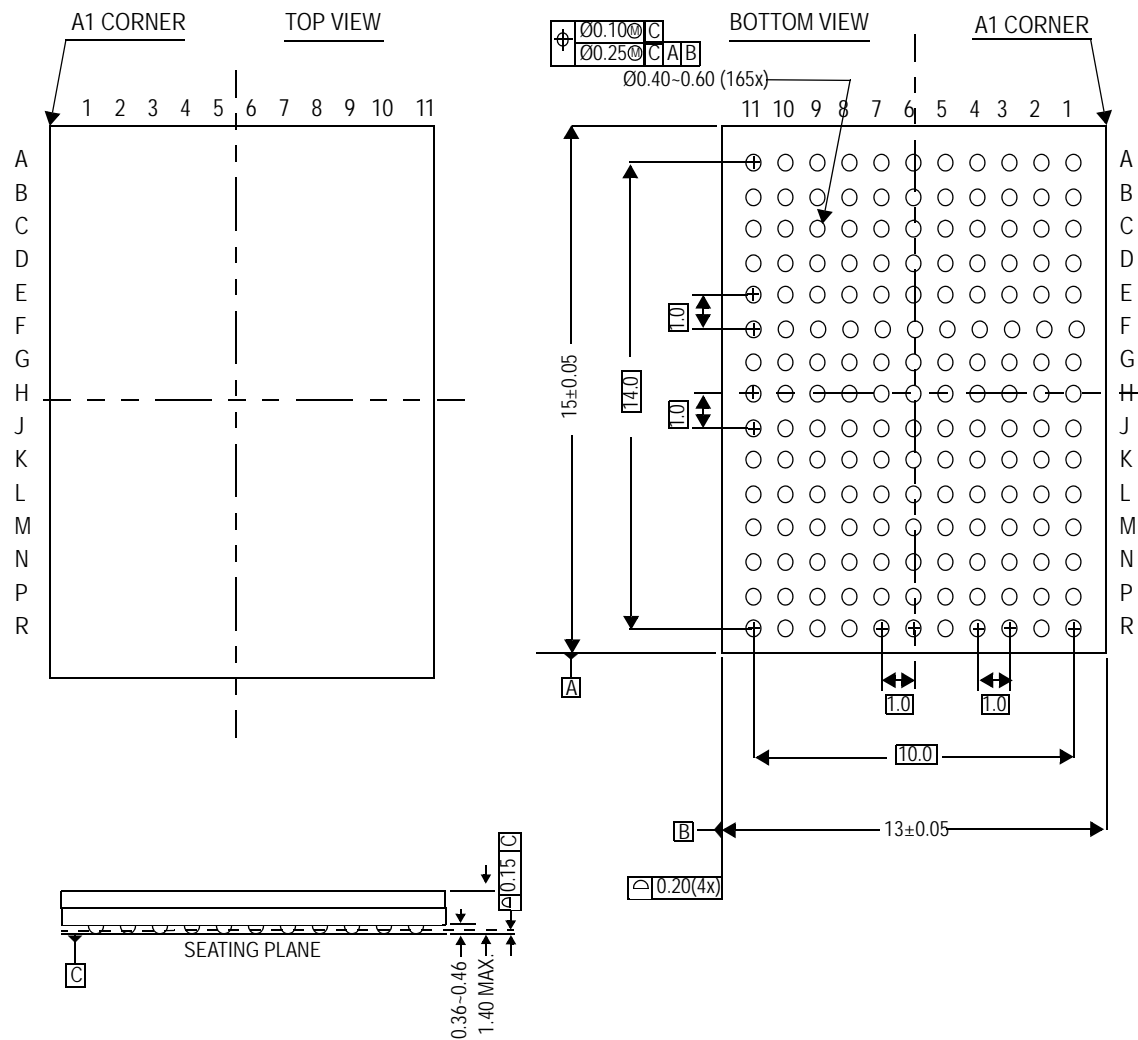 A1 CORNER
TOP VIEW
1 2 3 4 5 6 7 8 9 10 11
A
B
C
D
E
F
G
H
J
K
L
M
N
P
R
Ø0.10Ⓜ C
Ø0.25Ⓜ C A B
BOTTOM VIEW
A1 CORNER
Ø0.40~0.60 (165x)
11 10 9 8 7 6 5 4 3 2 1
A
B
C
D
E
F
G
H
J
K
L
M
N
P
R
1.0
15±0.05
14.0
1.0
A
1.0
1.0
10.0
B
13±0.05
0.20(4x)
0.15 C
SEATING PLANE
C
0.36~0.46
1.40 MAX.